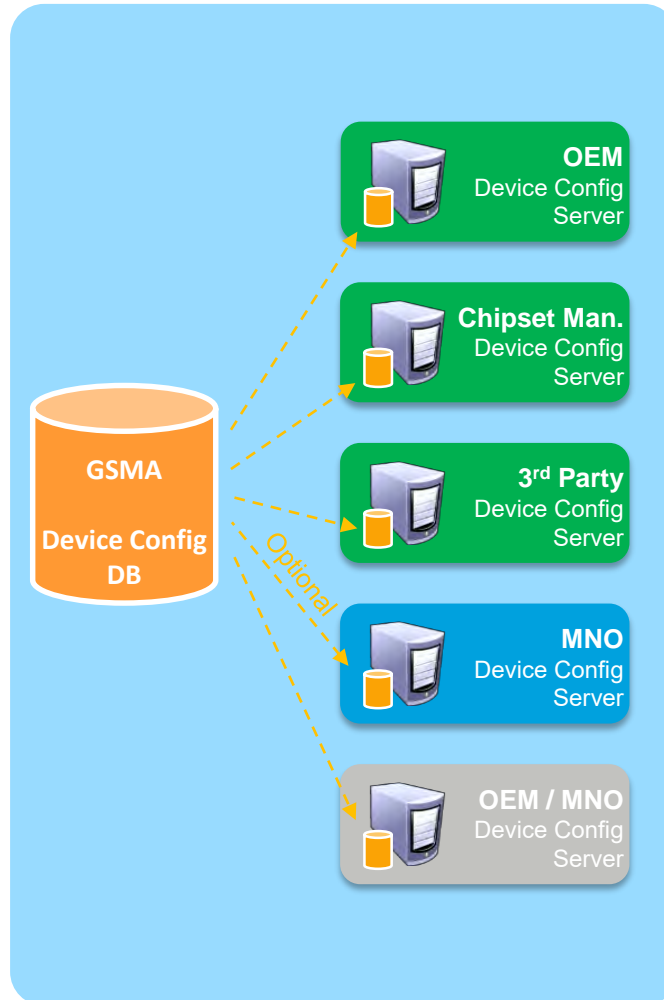 OEM
Device Config
Server
Chipset Man.
Device Config
Server
GSMA
Device Config
DB
3rd Party
Device Config
Server
Optional
MNO
Device Config
Server
OEM / MNO
Device Config
Server